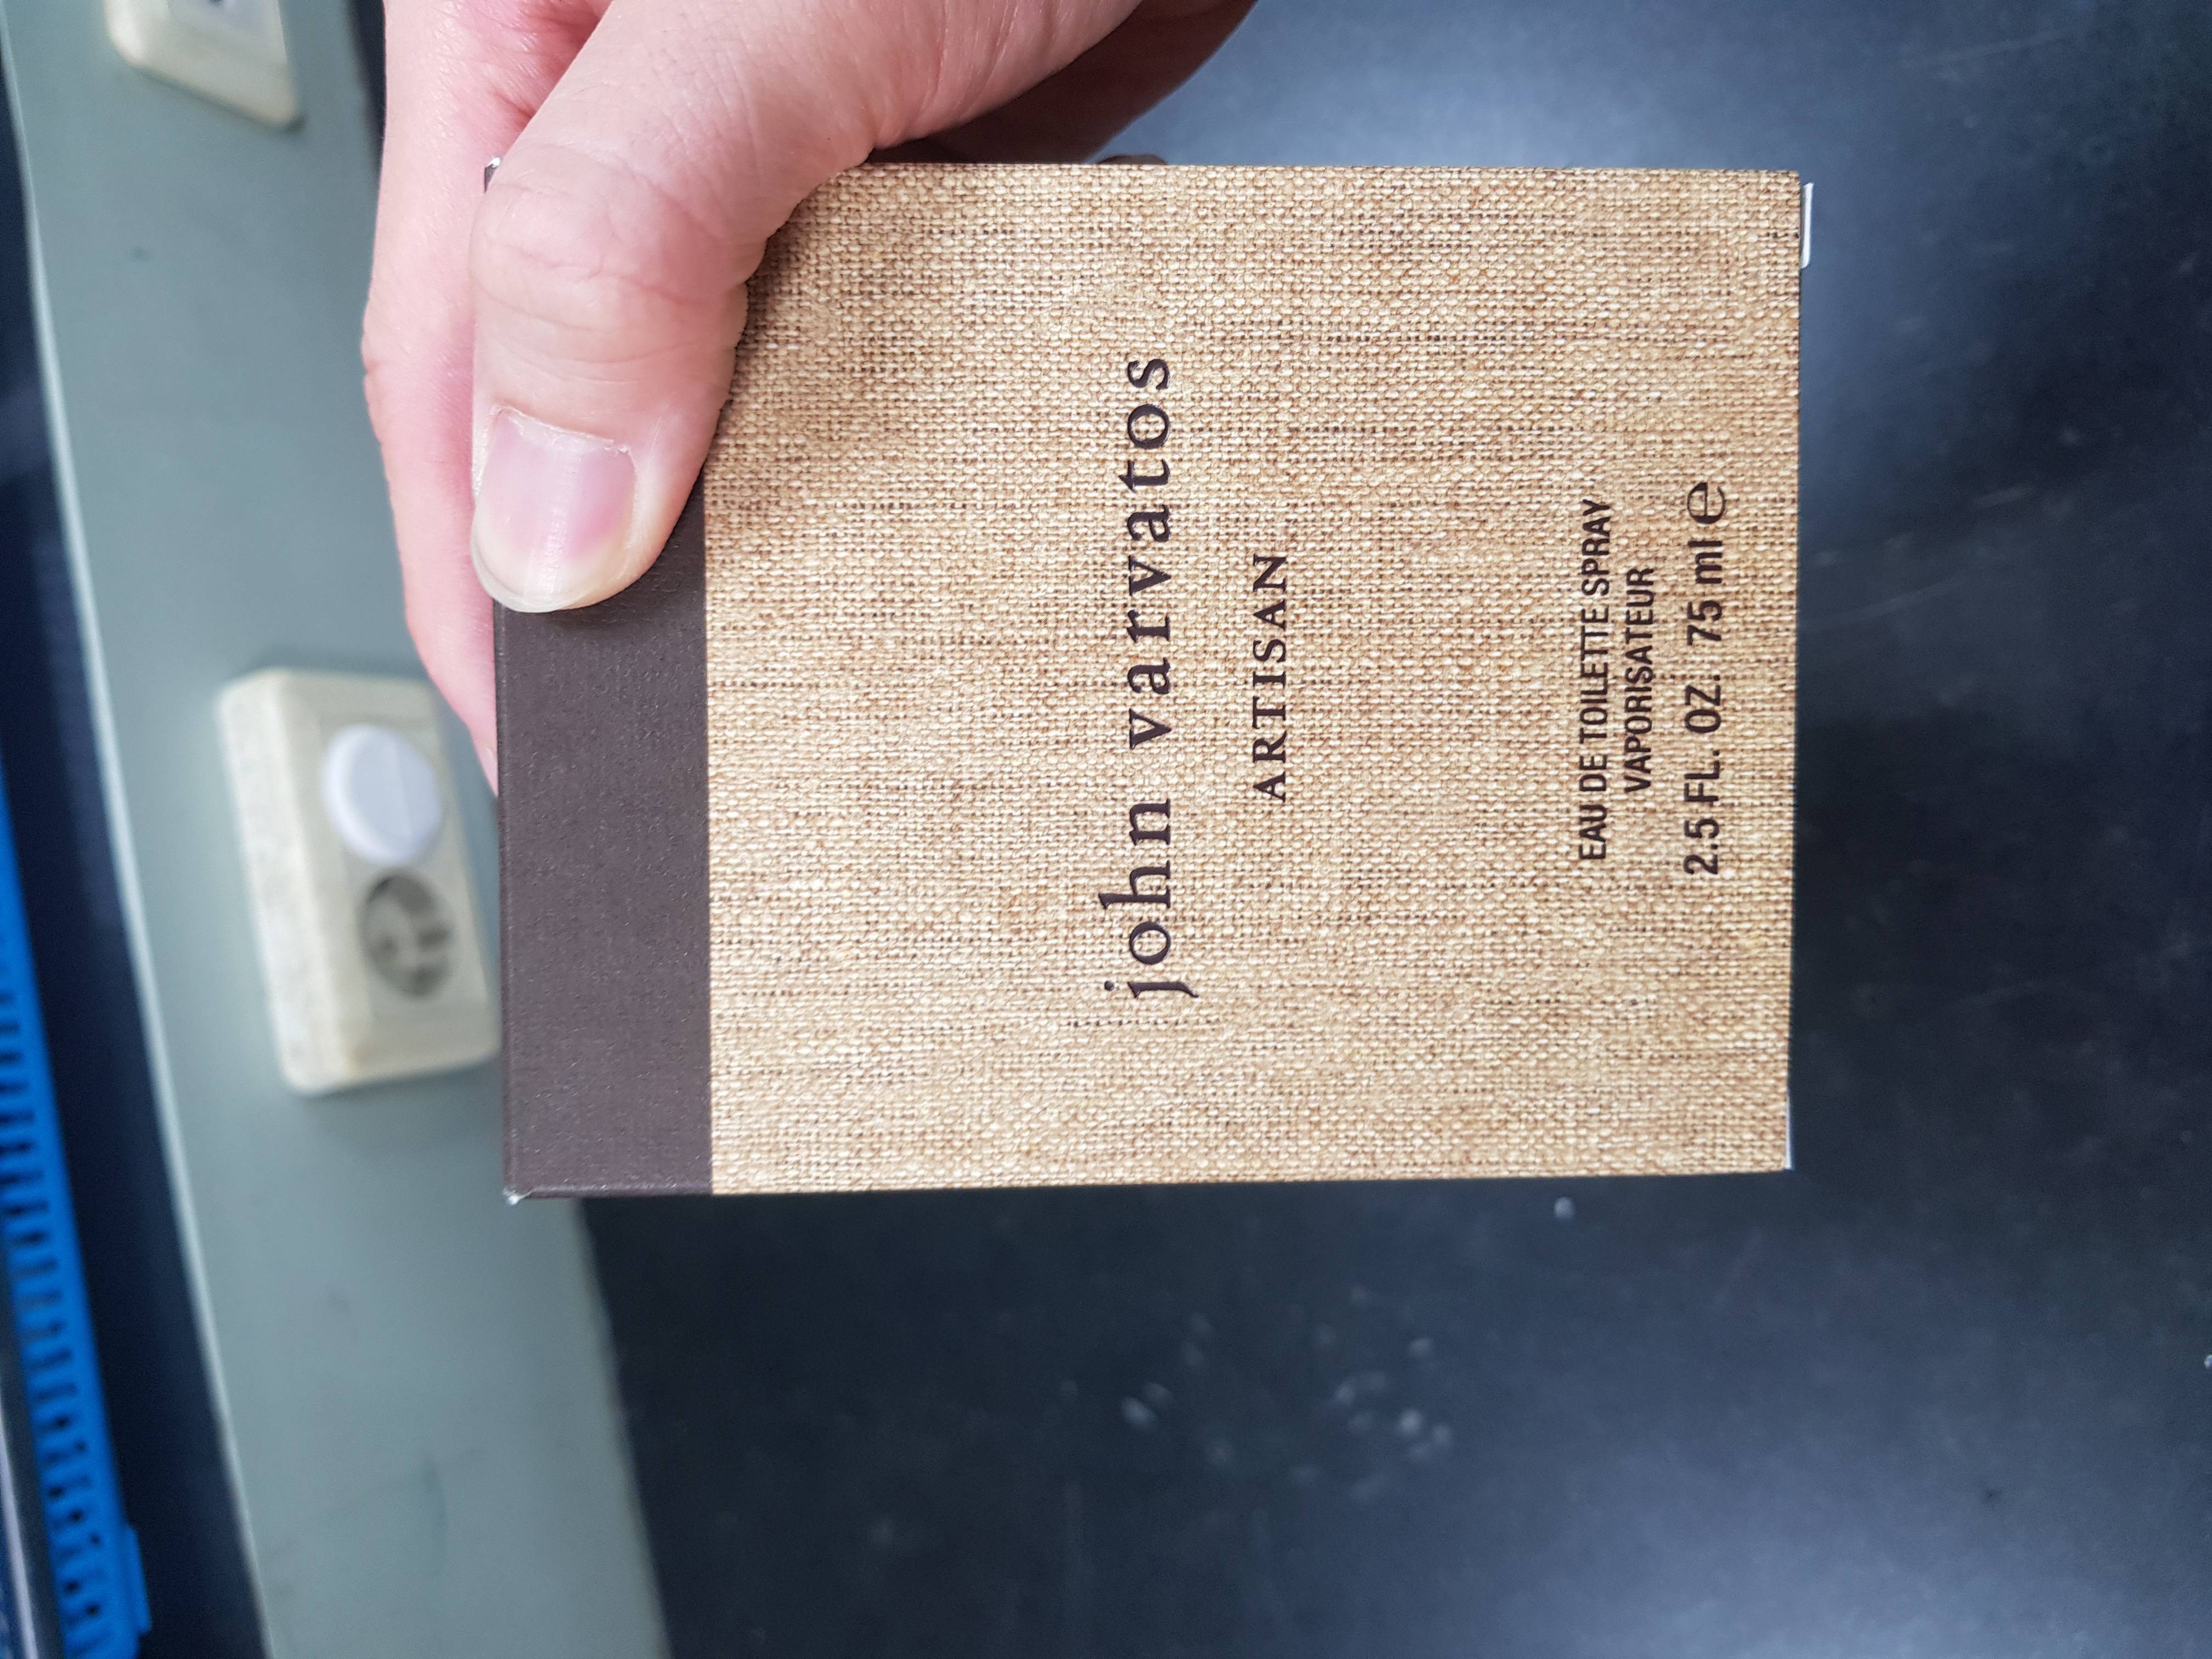 john varvatos
ARTISAN
EAU DE TOILETTE SPRAY
VAPORISATEUR
2.5 FL. OZ. 75 ml ℮